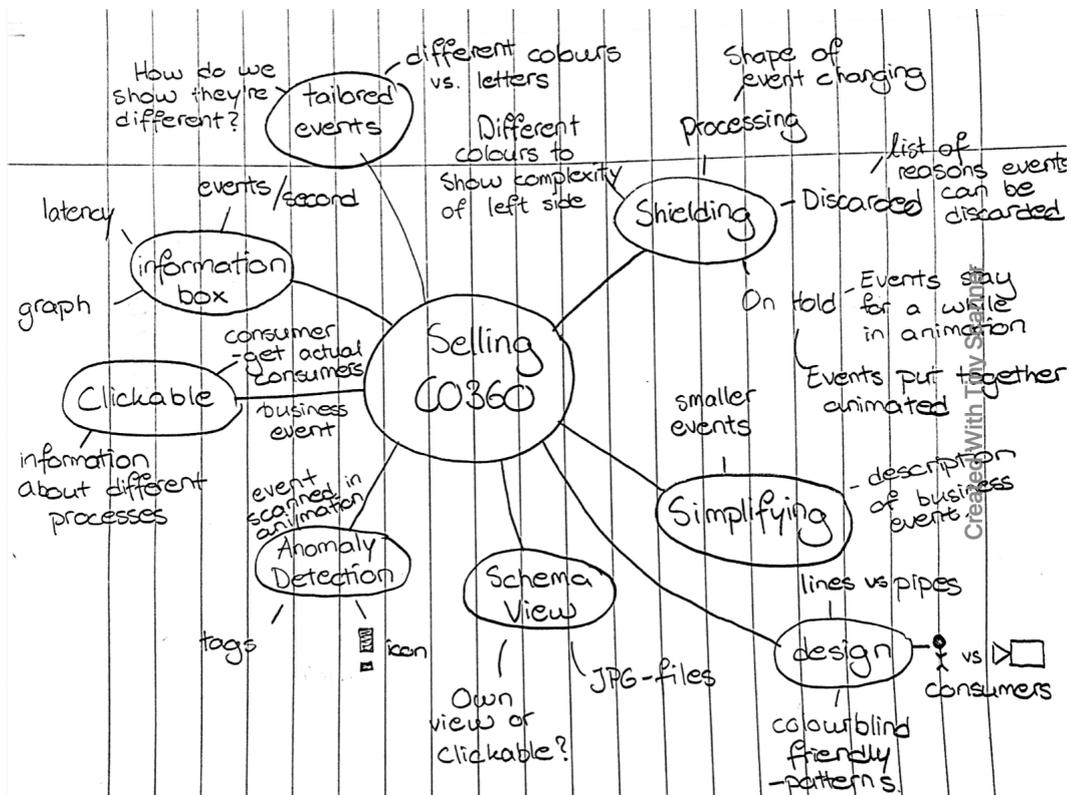 How do we
show they're
different?
tailored
events
different colours
vs. letters
Shape of
event changing
Processing
Different
colours to
show complexity
of left side
Shielding
list of
reasons events
can be
discarded
Discarded
On Hold
Events stay
for a while
in animation
Events put together
animated
latency
events/second
information
box
graph
Selling
CO360
consumer
-get actual
consumers
Clickable
business
event
information
about different
processes
smaller
events
Simplifying
description
of business
event.
event
scanned in
animation
Anomaly
Detection
tags
icon
Schema
View
Own
view or
clickable?
JPG-files
lines vs pipes
design
vs
consumers
colourblind
friendly
-patterns
Created With Tiny Scanner